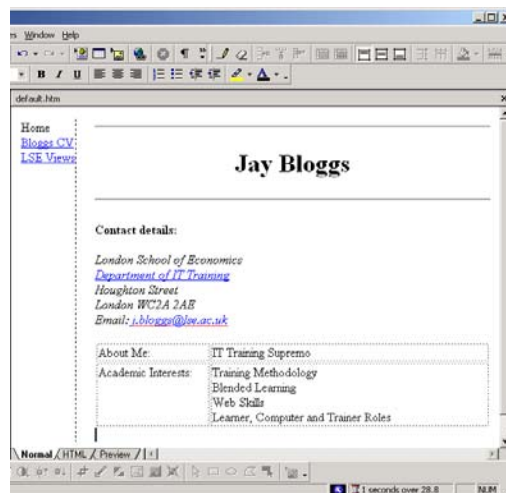 s Window Help
B I U
default.htm
Home
Bloggs CV
LSE Views
Jay Bloggs
Contact details:
London School of Economics
Department of IT Training
Houghton Street
London WC2A 2AE
Email: j.bloggs@lse.ac.uk
About Me: IT Training Supremo
Academic Interests: Training Methodology
Blended Learning
Web Skills
Learner, Computer and Trainer Roles
Normal HTML Preview
1 seconds over 28.8 NUM